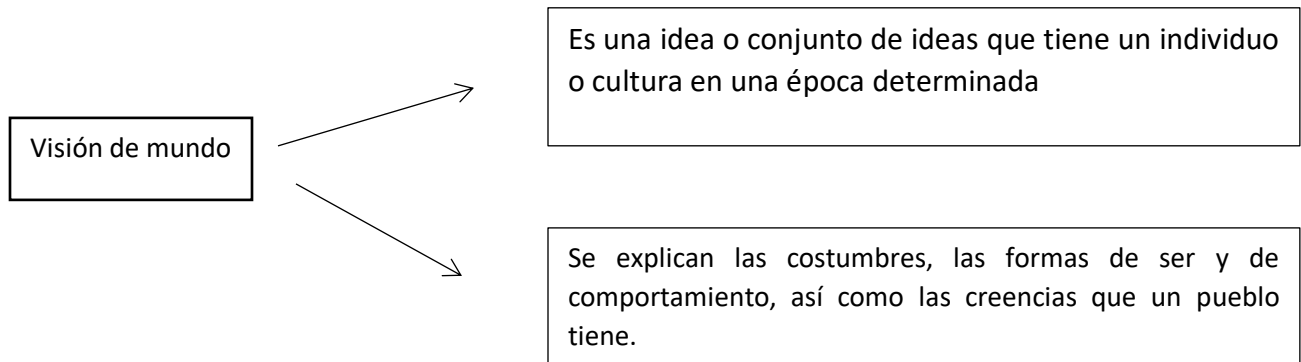 Visión de mundo
Es una idea o conjunto de ideas que tiene un individuo
o cultura en una época determinada
Se explican las costumbres, las formas de ser y de
comportamiento, así como las creencias que un pueblo
tiene.